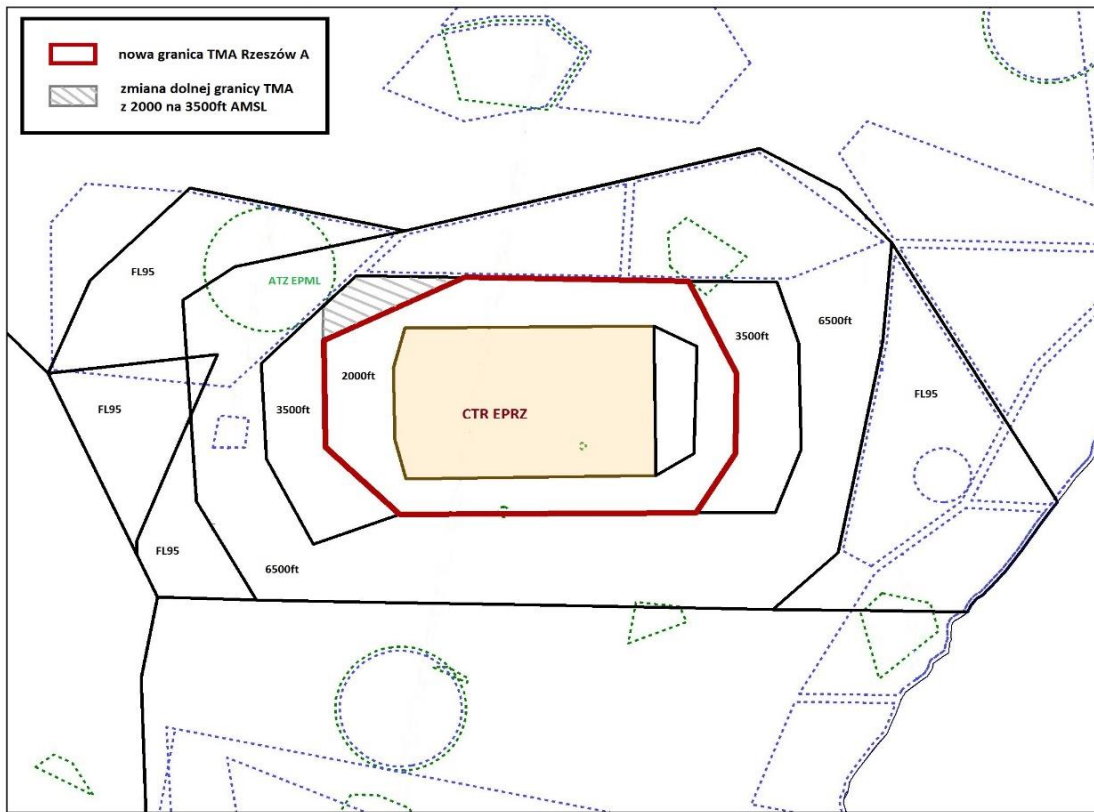 nowa granica TMA Rzeszów A
zmiana dolnej granicy TMA
z 2000 na 3500ft AMSL
FL95
ATZ EPML
6500ft
3500ft
2000ft
FL95
FL95
3500ft
CTR EPRZ
FL95
6500ft